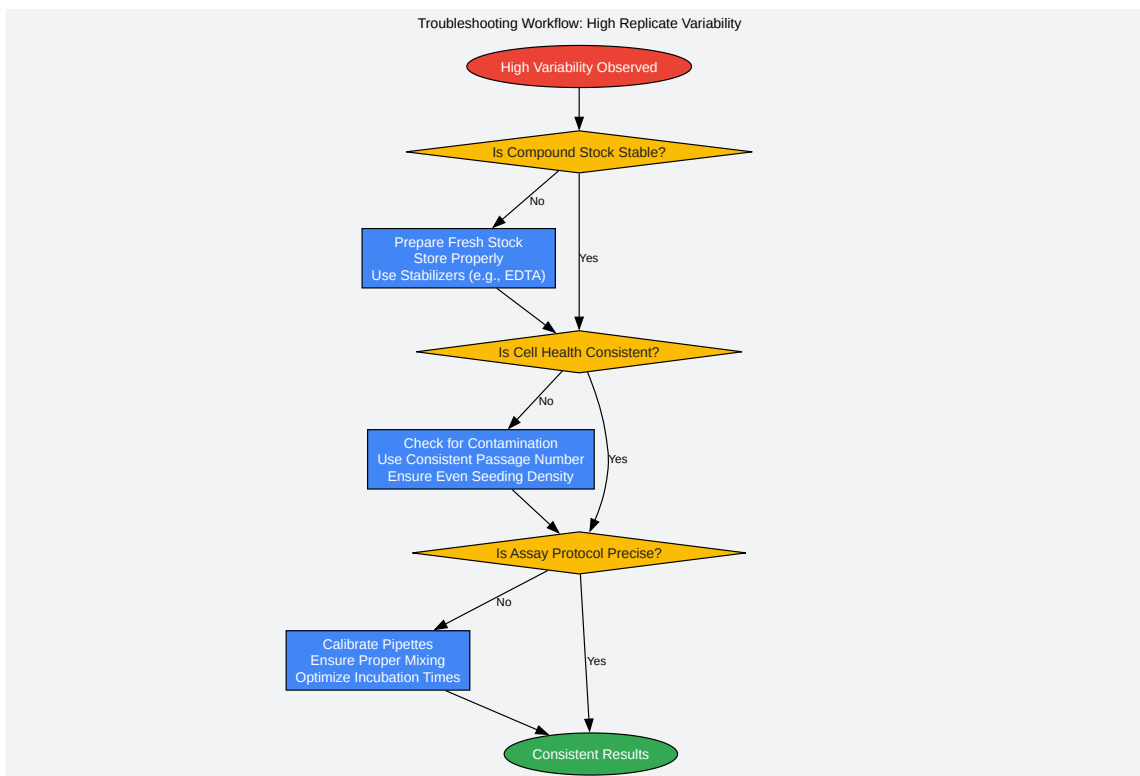 Troubleshooting Workflow: High Replicate Variability
High Variability Observed
Is Compound Stock Stable?
No
Prepare Fresh Stock
Store Properly
Use Stabilizers (e.g., EDTA)
Yes
Is Cell Health Consistent?
No
Check for Contamination
Use Consistent Passage Number
Ensure Even Seeding Density
Yes
Is Assay Protocol Precise?
No
Calibrate Pipettes
Ensure Proper Mixing
Optimize Incubation Times
Yes
Consistent Results